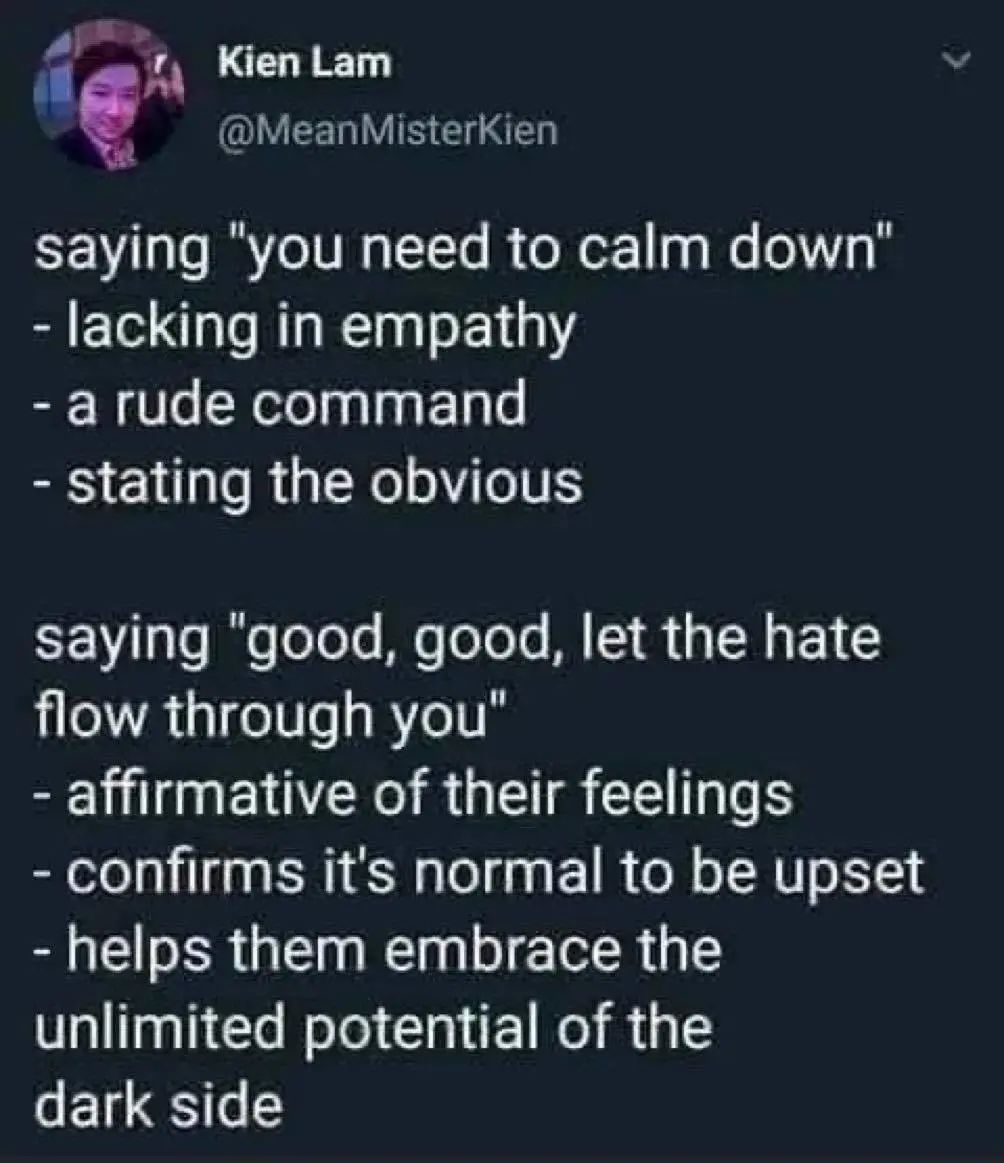 Kien Lam
@MeanMisterKien
saying "you need to calm down"
- lacking in empathy
- a rude command
- stating the obvious
saying "good, good, let the hate
flow through you"
- affirmative of their feelings
- confirms it's normal to be upset
- helps them embrace the
unlimited potential of the
dark side